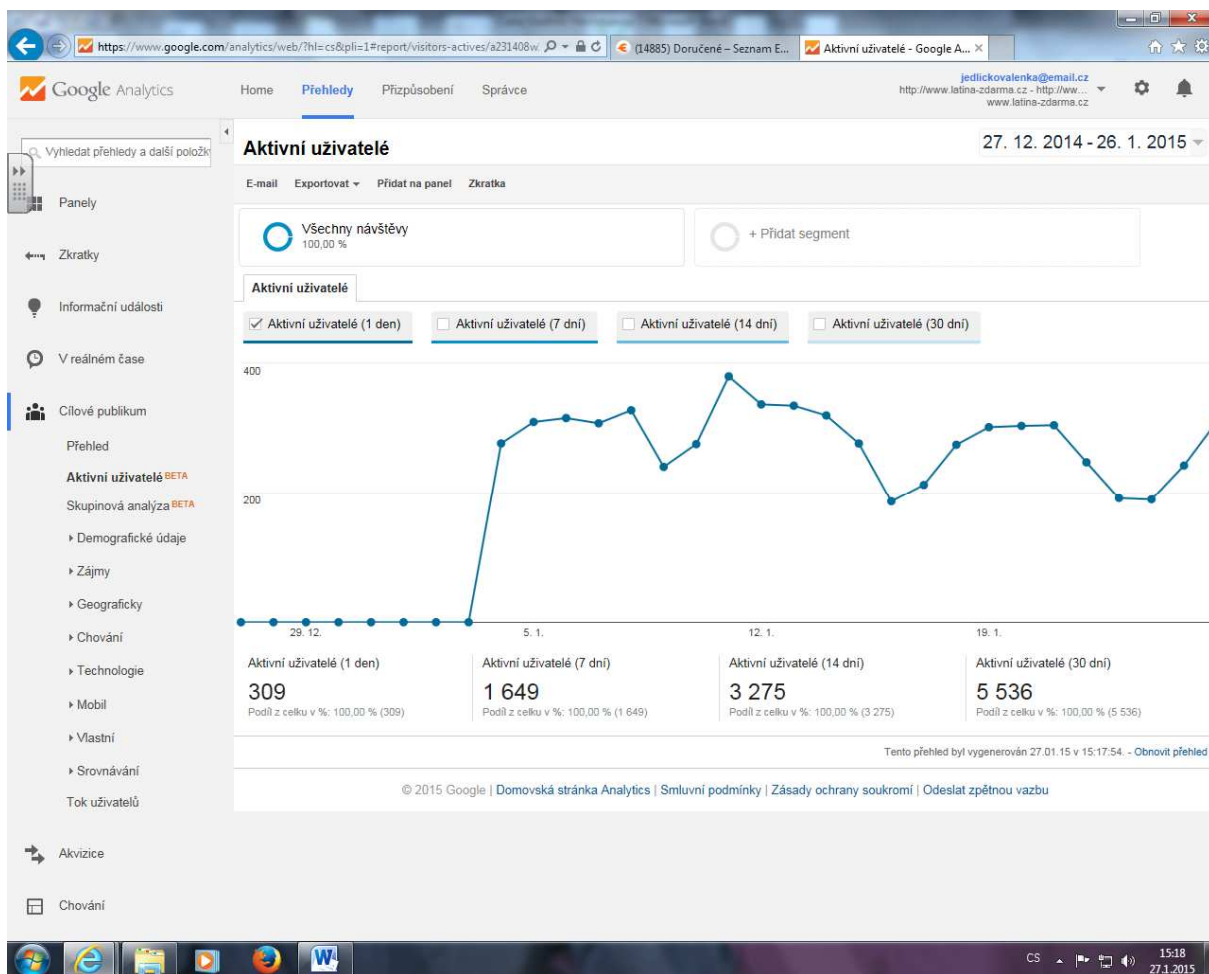 https://www.google.com/analytics/web/?hl=cs&pli=1#report/visitors-actives/a231408w
(14885) Doručené – Seznam E...
Aktivní uživatelé - Google A...
Google Analytics
Home Přehledy Přizpůsobení Správce
jedlickovalenka@email.cz
http://www.latina-zdarma.cz - http://ww...
www.latina-zdarma.cz
Vyhledat přehledy a další položky
Aktivní uživatelé
27. 12. 2014 - 26. 1. 2015
E-mail Exportovat Přidat na panel Zkratka
Panely
Zkratky
Informační události
V reálném čase
Cílové publikum
Přehled
Aktivní uživatelé BETA
Skupinová analýza BETA
Demografické údaje
Zájmy
Geograficky
Chování
Technologie
Mobil
Vlastní
Srovnávání
Tok uživatelů
Akvizice
Chování
Všechny návštěvy
100,00 %
+ Přidat segment
Aktivní uživatelé
Aktivní uživatelé (1 den) Aktivní uživatelé (7 dní) Aktivní uživatelé (14 dní) Aktivní uživatelé (30 dní)
400
200
29. 12. 5. 1. 12. 1. 19. 1.
Aktivní uživatelé (1 den) Aktivní uživatelé (7 dní) Aktivní uživatelé (14 dní) Aktivní uživatelé (30 dní)
309 1 649 3 275 5 536
Podíl z celku v %: 100,00 % (309) Podíl z celku v %: 100,00 % (1 649) Podíl z celku v %: 100,00 % (3 275) Podíl z celku v %: 100,00 % (5 536)
Tento přehled byl vygenerován 27.01.15 v 15:17:54. - Obnovit přehled
© 2015 Google | Domovská stránka Analytics | Smluvní podmínky | Zásady ochrany soukromí | Odeslat zpětnou vazbu
CS
15:18
27.1.2015